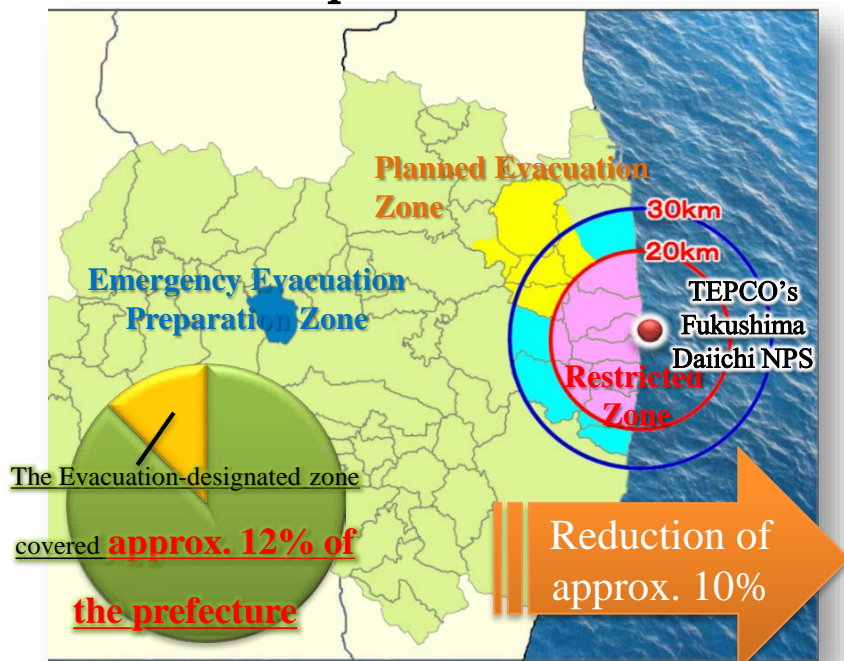 Planned Evacuation
Zone
30km
20km
Emergency Evacuation
Preparation Zone
TEPCO's
Fukushima
Daiichi NPS
Restricted
Zone
The Evacuation-designated zone
covered approx. 12% of
the prefecture
Reduction of
approx. 10%